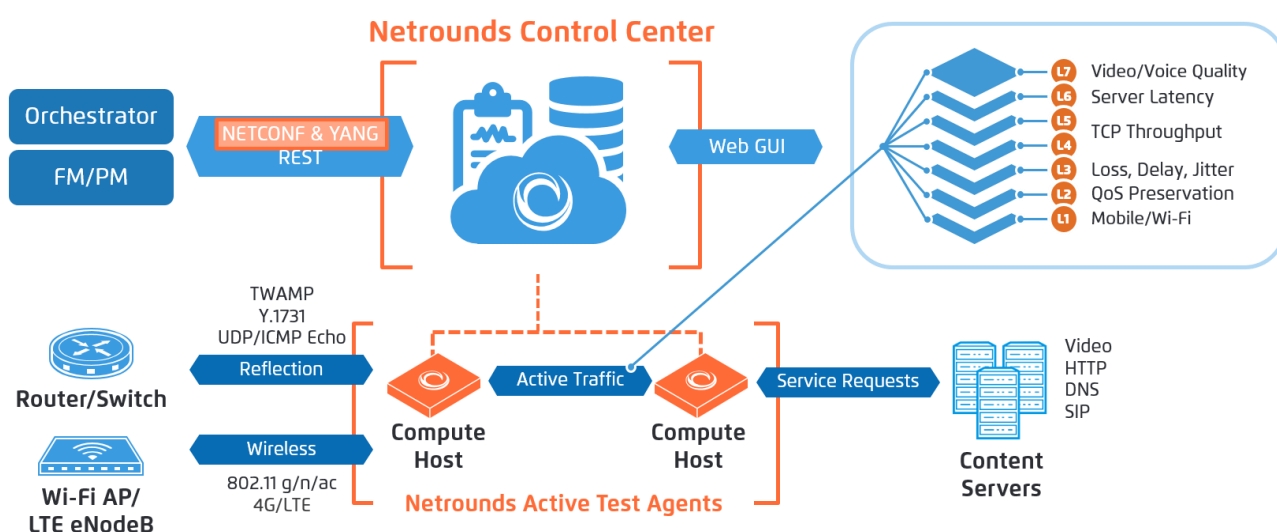 Netrounds Control Center
Orchestrator
FM/PM
NETCONF & YANG
REST
Web GUI
L7 Video/Voice Quality
L6 Server Latency
L5
TCP Throughput
L4
L3 Loss, Delay, Jitter
L2 QoS Preservation
L1 Mobile/Wi-Fi
TWAMP
Y.1731
UDP/ICMP Echo
Reflection
Router/Switch
Wireless
802.11 g/n/ac
4G/LTE
Wi-Fi AP/
LTE eNodeB
Active Traffic
Compute
Host
Compute
Host
Netrounds Active Test Agents
Service Requests
Video
HTTP
DNS
SIP
Content
Servers